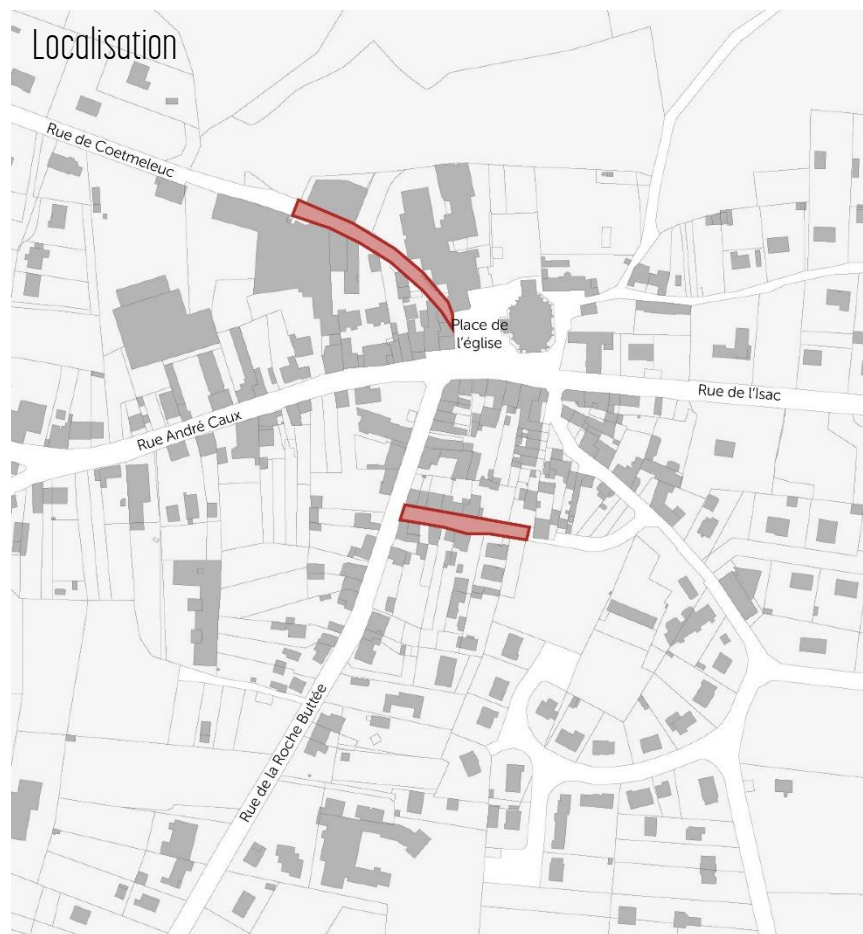 Localisation
Rue de Coetmeleuc
Place de
l'église
Rue de l'Isac
Rue André Caux
Rue de la Roche Buttée